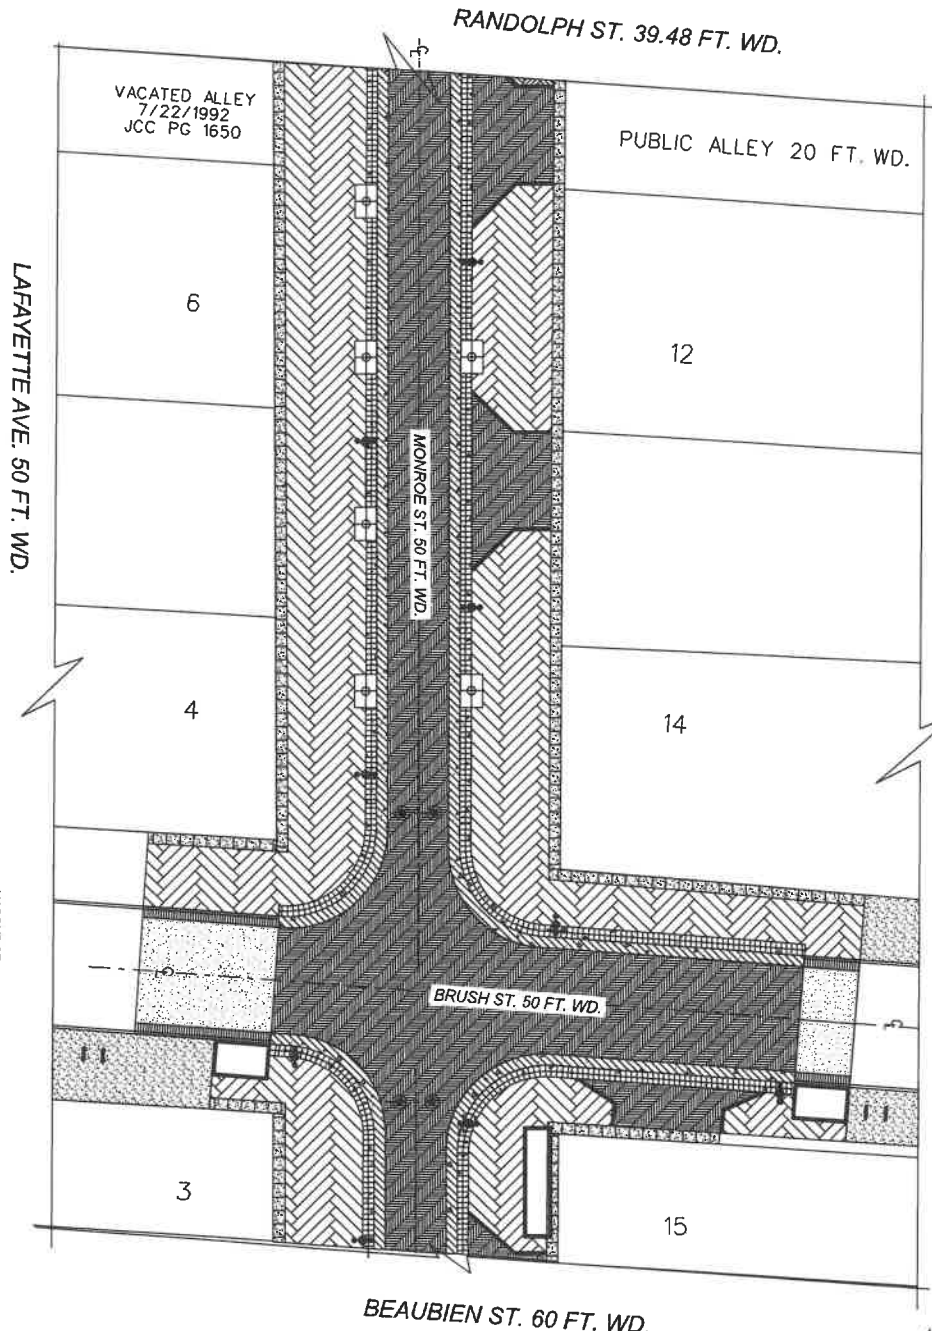 RANDOLPH ST. 39.48 FT. WD.
VACATED ALLEY
7/22/1992
JCC PG 1650
PUBLIC ALLEY 20 FT. WD.
6
12
LAFAYETTE AVE. 50 FT. WD.
MONROE ST. 50 FT. WD.
4
14
BRUSH ST. 50 FT. WD.
3
15
BEAUBIEN ST. 60 FT. WD.